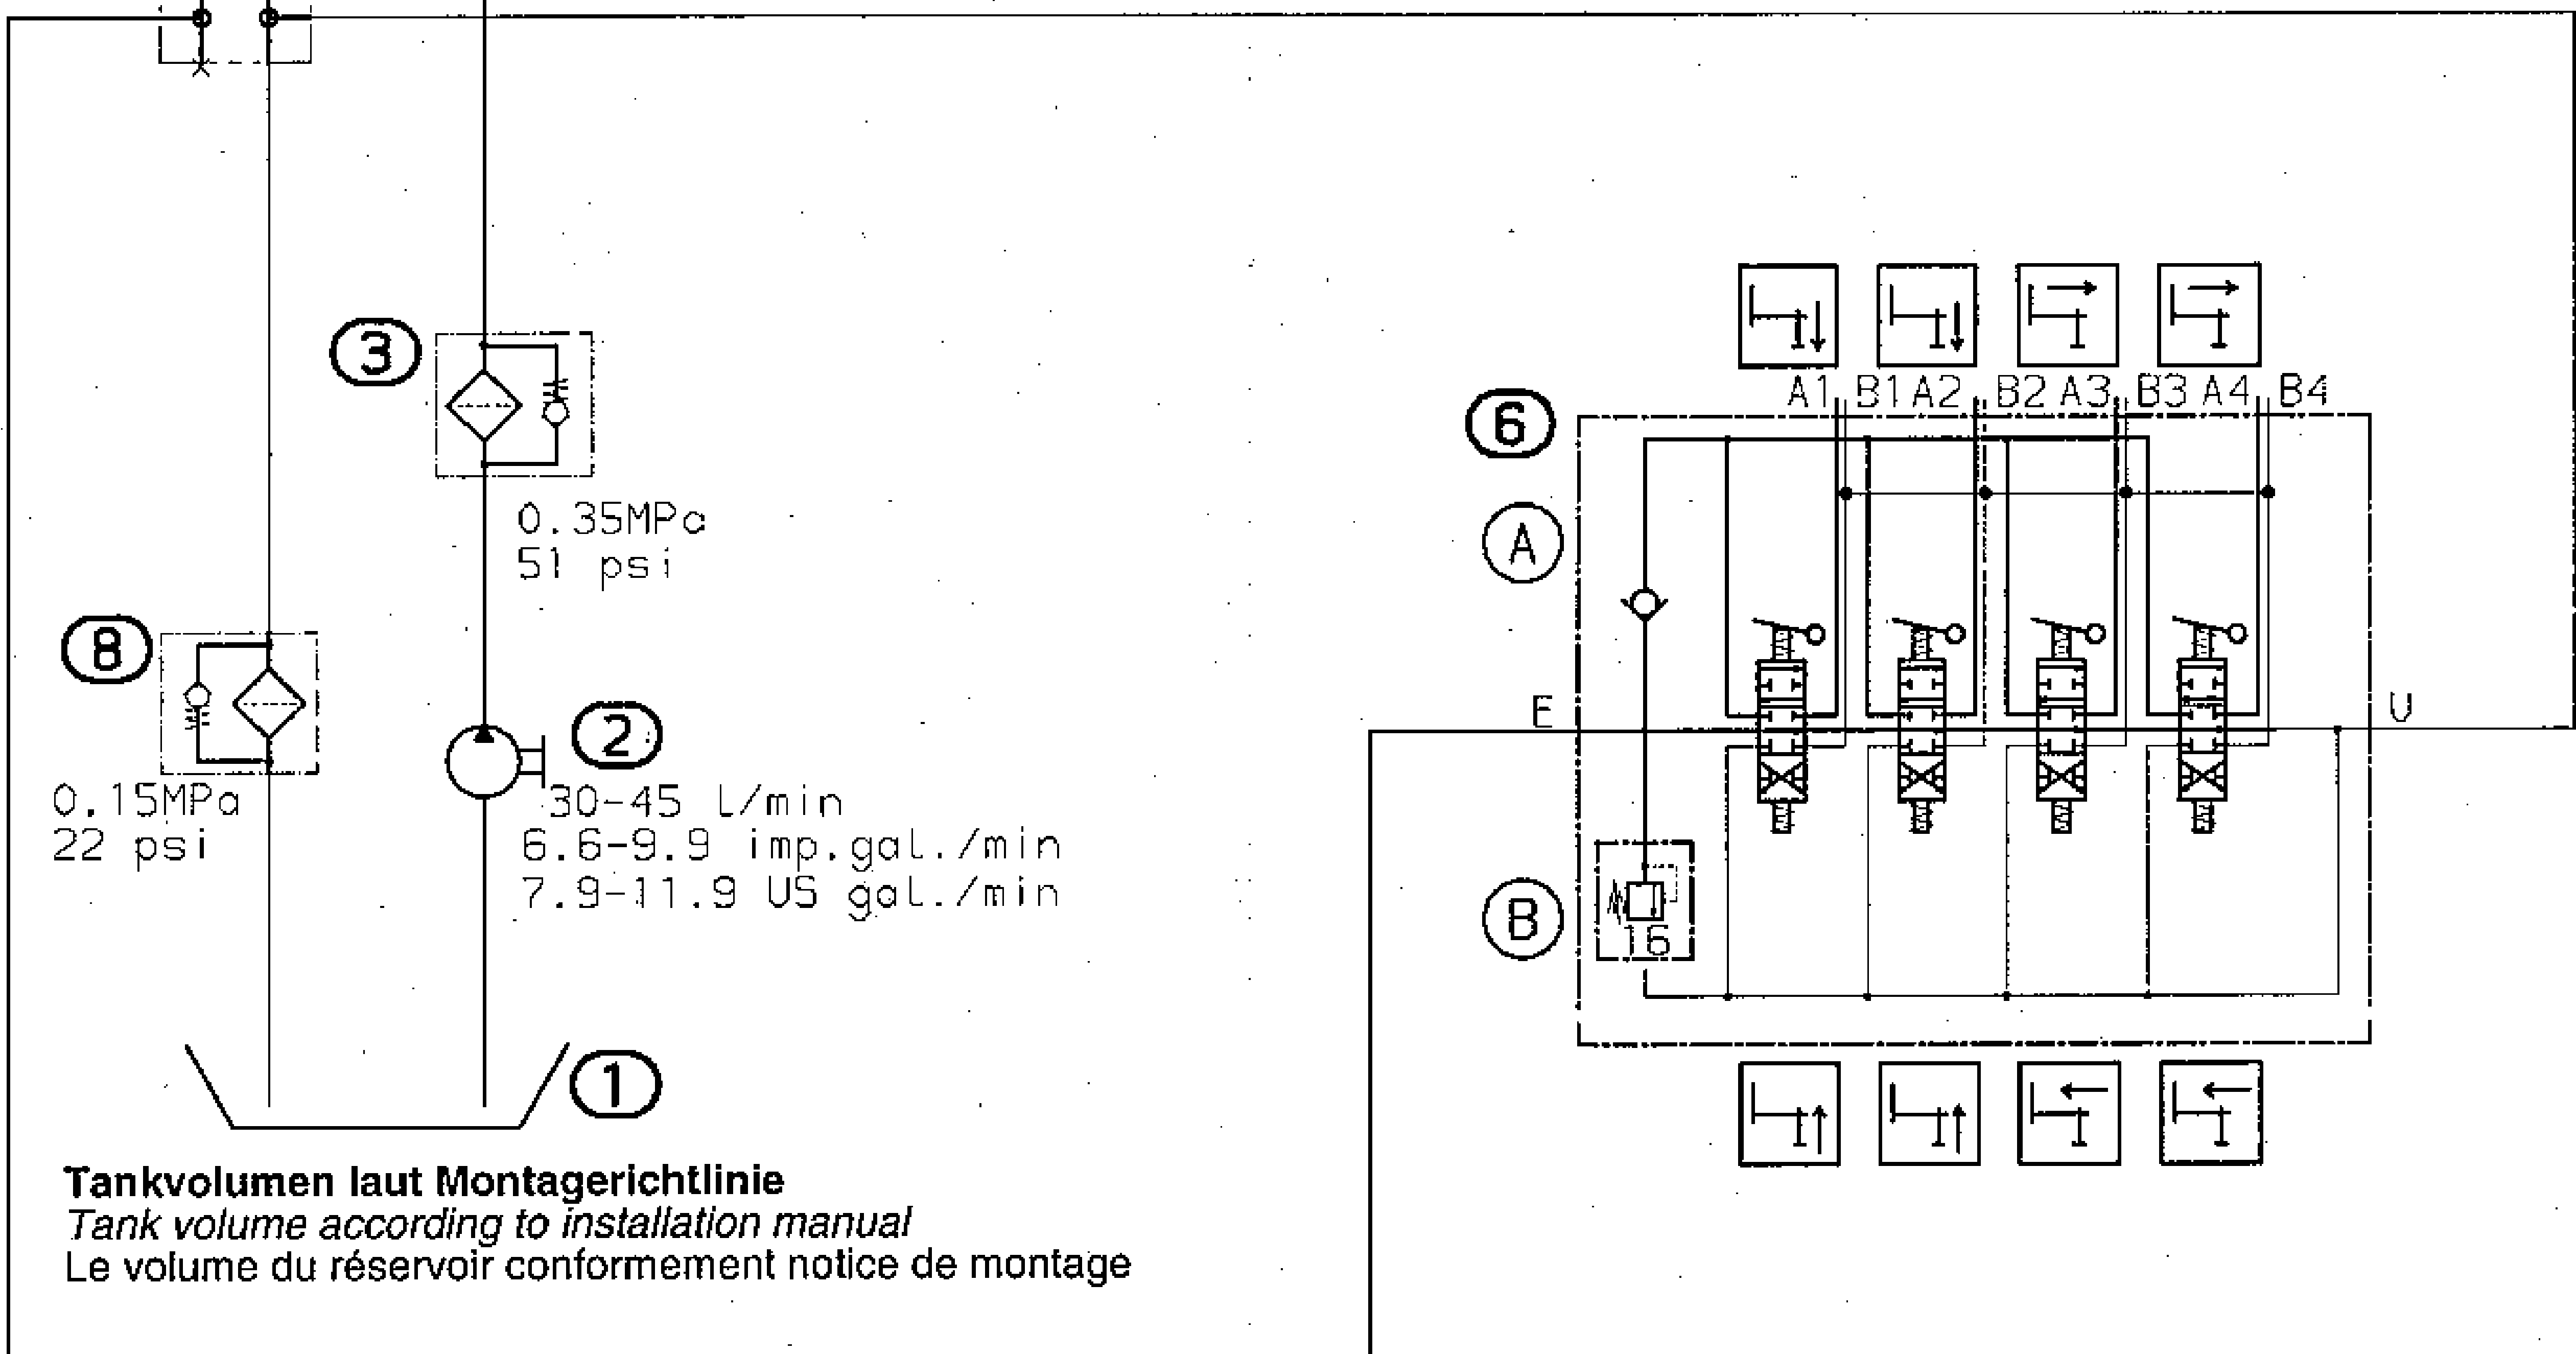 3
A1 B1 A2 B2 A3 B3 A4 B4
6
0.35MPa
51 psi
A
8
E
U
2
0.15MPa
22 psi
30-45 l/min
6.6-9.9 imp.gal./min
7.9-11.9 US gal./min
B
16
1
Tankvolumen laut Montagerichtlinie
Tank volume according to installation manual
Le volume du réservoir conformement notice de montage